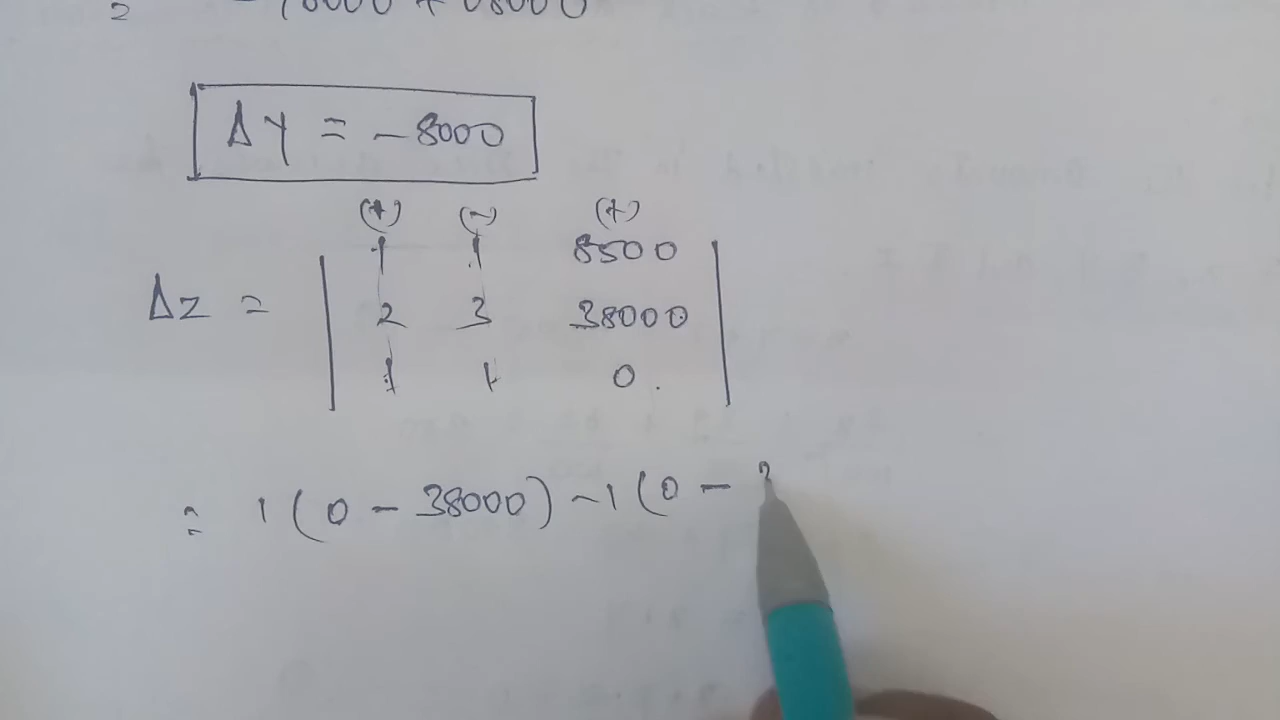 Δy = -8000
(+) (-) (+)
1 1 8500
Δz = 2 3 38000
1 1 0.
= 1(0 - 38000) - 1(0 -